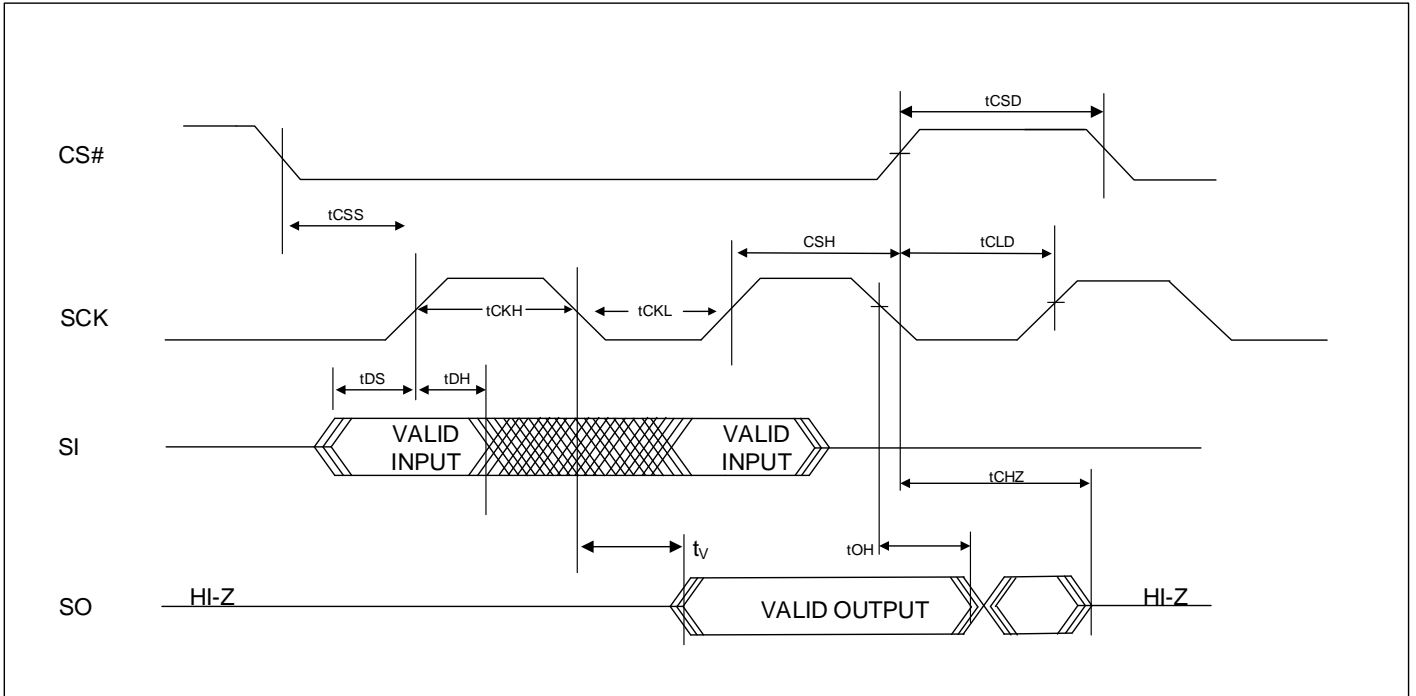 tCSD
CS#
tCSS
CSH
tCLD
tCKH
tCKL
SCK
tDS
tDH
SI
VALID
INPUT
VALID
INPUT
tCHZ
tV
tOH
HI-Z
SO
VALID OUTPUT
HI-Z